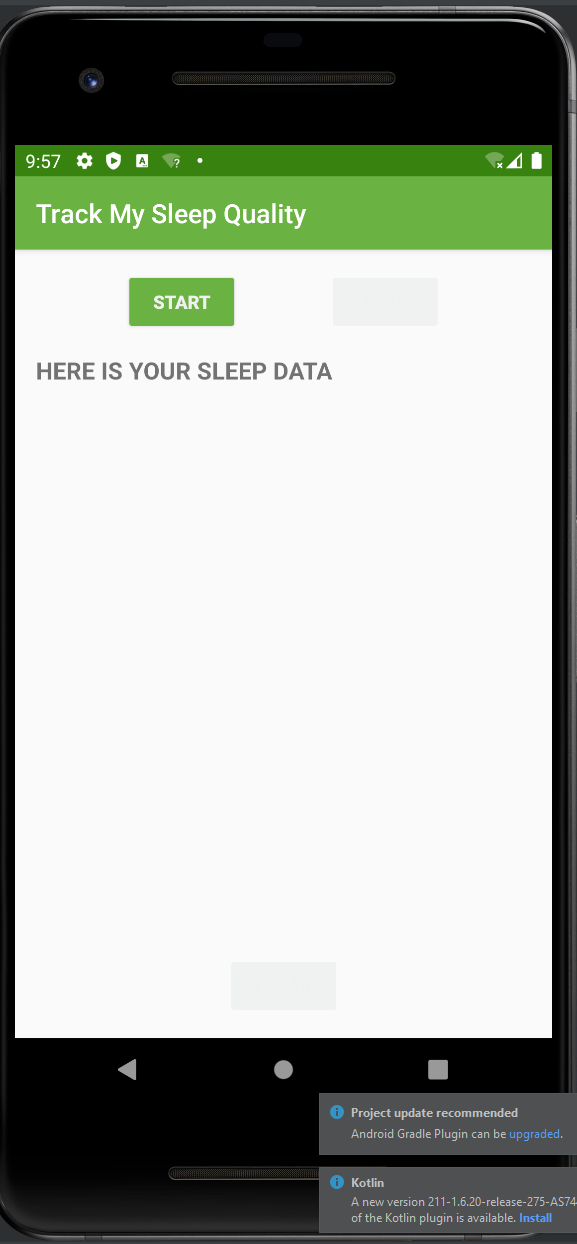 9:57
Track My Sleep Quality
START
HERE IS YOUR SLEEP DATA
Project update recommended
Android Gradle Plugin can be upgraded.
Kotlin
A new version 211-1.6.20-release-275-AS74
of the Kotlin plugin is available. Install